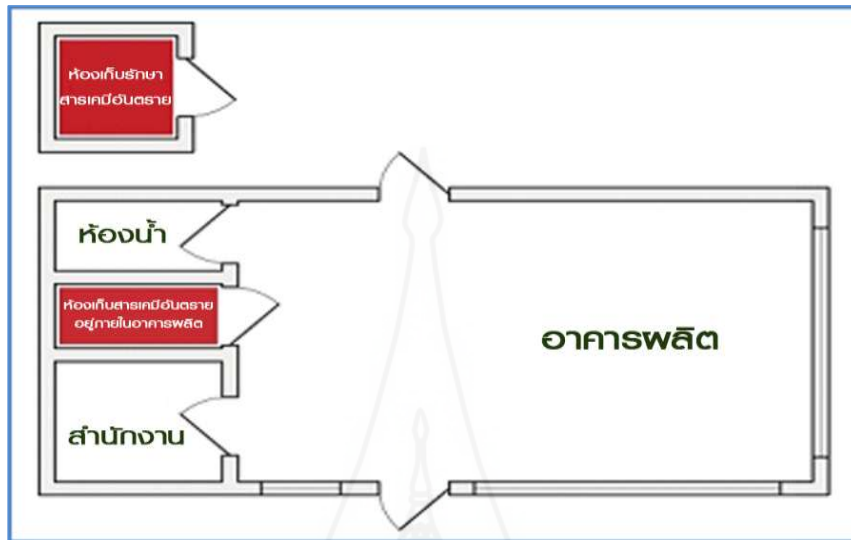 ห้องเก็บรักษา
สารเคมีอันตราย
ห้องน้ำ
ห้องเก็บสารเคมีอันตราย
อยู่ภายในอาคารผลิต
อาคารผลิต
สำนักงาน